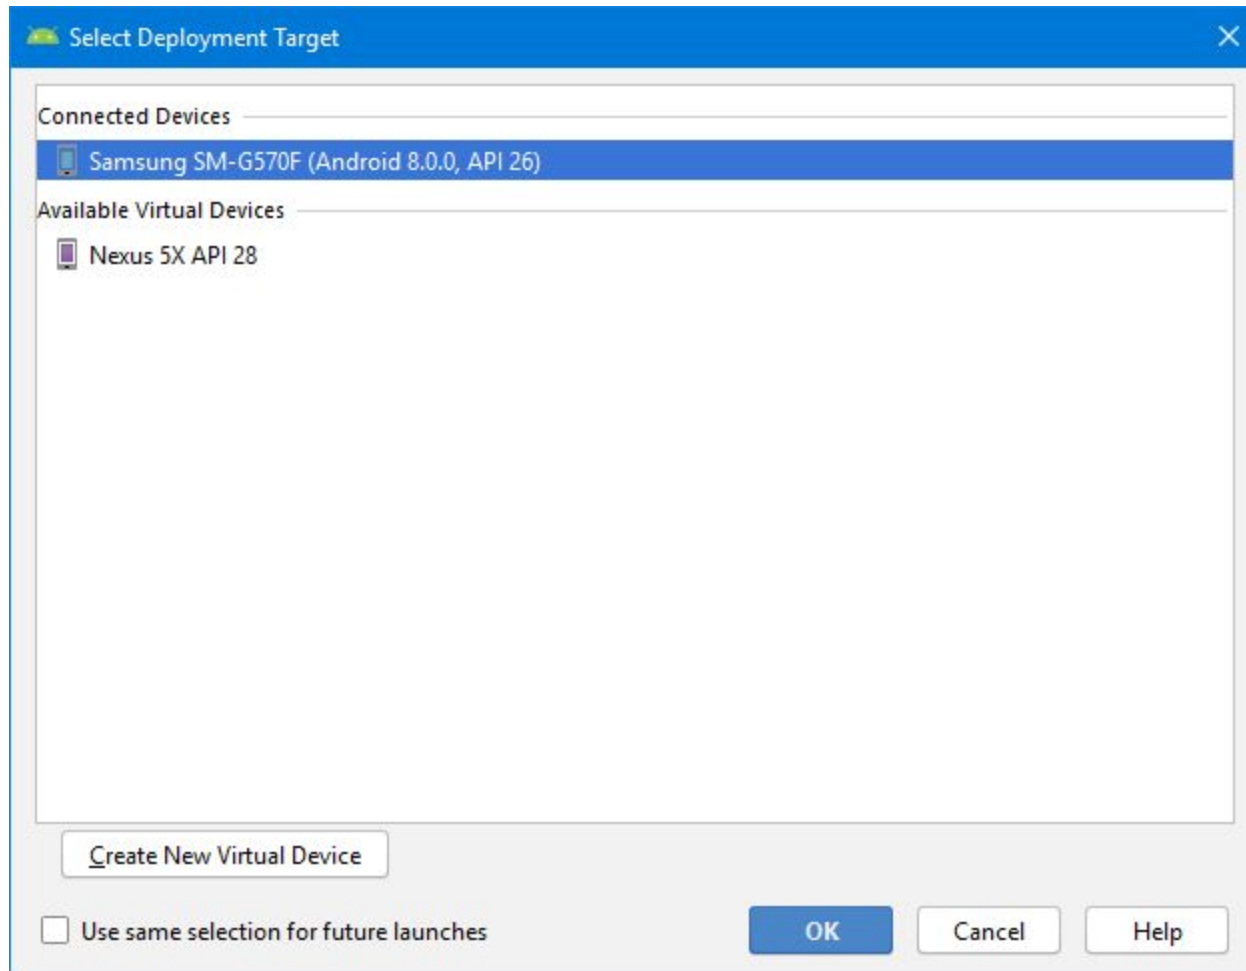 Select Deployment Target
Connected Devices
Samsung SM-G570F (Android 8.0.0, API 26)
Available Virtual Devices
Nexus 5X API 28
Create New Virtual Device
Use same selection for future launches
OK
Cancel
Help